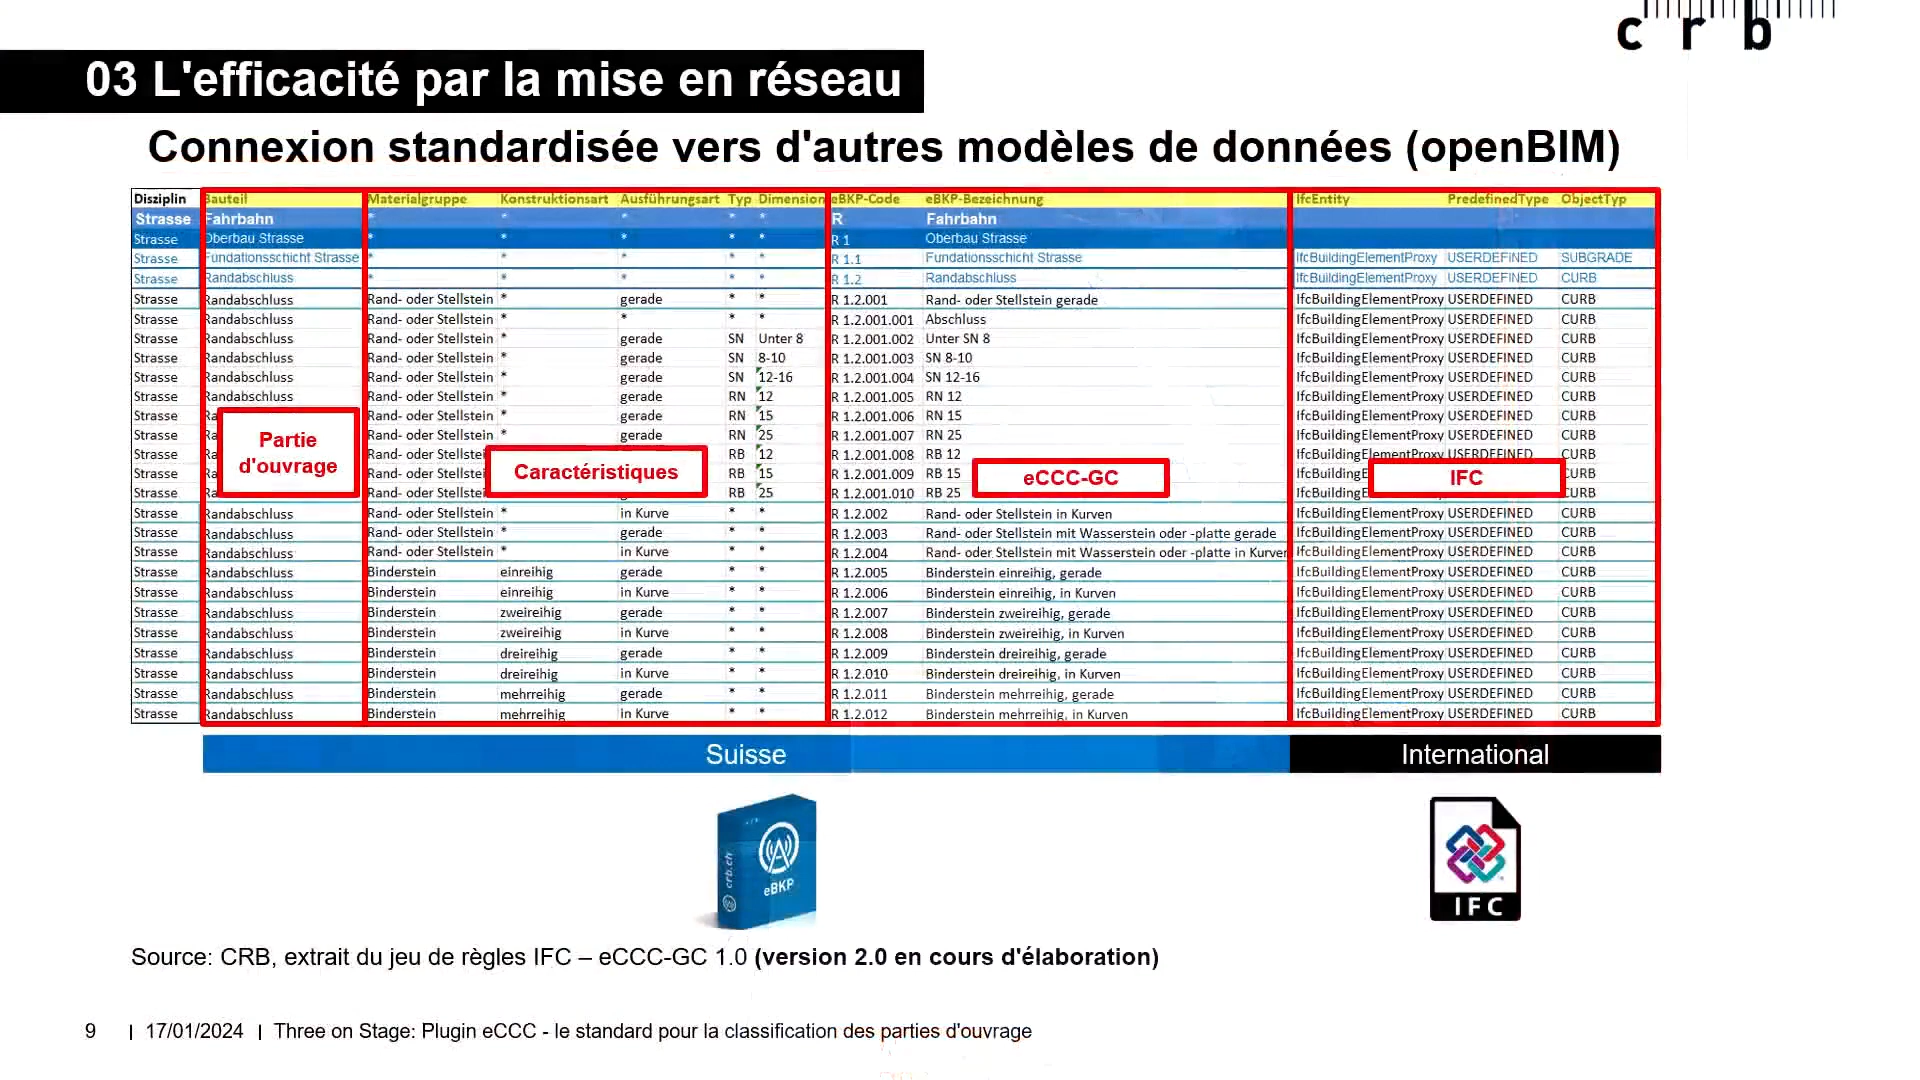 crb
03 L'efficacité par la mise en réseau
Connexion standardisée vers d'autres modèles de données (openBIM)
Disziplin Bauteil Materialgruppe Konstruktionsart Ausführungsart Typ Dimension eBKP-Code eBKP-Bezeichnung IfcEntity PredefinedType ObjectTyp
Strasse Fahrbahn * * * * * R Fahrbahn
Strasse Oberbau Strasse * * * * * R 1 Oberbau Strasse
Strasse Fundationsschicht Strasse * * * * * R 1.1 Fundationsschicht Strasse IfcBuildingElementProxy USERDEFINED SUBGRADE
Strasse Randabschluss * * * * * R 1.2 Randabschluss IfcBuildingElementProxy USERDEFINED CURB
Strasse Randabschluss Rand- oder Stellstein * gerade * * R 1.2.001 Rand- oder Stellstein gerade IfcBuildingElementProxy USERDEFINED CURB
Strasse Randabschluss Rand- oder Stellstein * * * * R 1.2.001.001 Abschluss IfcBuildingElementProxy USERDEFINED CURB
Strasse Randabschluss Rand- oder Stellstein * gerade SN Unter 8 R 1.2.001.002 Unter SN 8 IfcBuildingElementProxy USERDEFINED CURB
Strasse Randabschluss Rand- oder Stellstein * gerade SN 8-10 R 1.2.001.003 SN 8-10 IfcBuildingElementProxy USERDEFINED CURB
Strasse Randabschluss Rand- oder Stellstein * gerade SN 12-16 R 1.2.001.004 SN 12-16 IfcBuildingElementProxy USERDEFINED CURB
Strasse Randabschluss Rand- oder Stellstein * gerade RN 12 R 1.2.001.005 RN 12 IfcBuildingElementProxy USERDEFINED CURB
Strasse Rand- oder Stellstein * gerade RN 15 R 1.2.001.006 RN 15 IfcBuildingElementProxy USERDEFINED CURB
Strasse Rand- oder Stellstein * gerade RN 25 R 1.2.001.007 RN 25 IfcBuildingElementProxy USERDEFINED CURB
Strasse Rand- oder RB 12 R 1.2.001.008 RB 12 IfcBuildingElementProxy USERDEFINED CURB
Strasse Rand- oder RB 15 R 1.2.001.009 RB 15 CURB
Strasse Rand- oder RB 25 R 1.2.001.010 RB 25 CURB
Partie d'ouvrage
Caractéristiques
eCCC-GC
IFC
Strasse Randabschluss Rand- oder Stellstein * in Kurve * * R 1.2.002 Rand- oder Stellstein in Kurven IfcBuildingElementProxy USERDEFINED CURB
Strasse Randabschluss Rand- oder Stellstein * gerade * * R 1.2.003 Rand- oder Stellstein mit Wasserstein oder -platte gerade IfcBuildingElementProxy USERDEFINED CURB
Strasse Randabschluss Rand- oder Stellstein * in Kurve * * R 1.2.004 Rand- oder Stellstein mit Wasserstein oder -platte in Kurven IfcBuildingElementProxy USERDEFINED CURB
Strasse Randabschluss Binderstein einreihig gerade * * R 1.2.005 Binderstein einreihig, gerade IfcBuildingElementProxy USERDEFINED CURB
Strasse Randabschluss Binderstein einreihig in Kurve * * R 1.2.006 Binderstein einreihig, in Kurven IfcBuildingElementProxy USERDEFINED CURB
Strasse Randabschluss Binderstein zweireihig gerade * * R 1.2.007 Binderstein zweireihig, gerade IfcBuildingElementProxy USERDEFINED CURB
Strasse Randabschluss Binderstein zweireihig in Kurve * * R 1.2.008 Binderstein zweireihig, in Kurven IfcBuildingElementProxy USERDEFINED CURB
Strasse Randabschluss Binderstein dreireihig gerade * * R 1.2.009 Binderstein dreireihig, gerade IfcBuildingElementProxy USERDEFINED CURB
Strasse Randabschluss Binderstein dreireihig in Kurve * * R 1.2.010 Binderstein dreireihig, in Kurven IfcBuildingElementProxy USERDEFINED CURB
Strasse Randabschluss Binderstein mehrreihig gerade * * R 1.2.011 Binderstein mehrreihig, gerade IfcBuildingElementProxy USERDEFINED CURB
Strasse Randabschluss Binderstein mehrreihig in Kurve * * R 1.2.012 Binderstein mehrreihig, in Kurven IfcBuildingElementProxy USERDEFINED CURB
Suisse
International
crb.ch
eBKP
IFC
Source: CRB, extrait du jeu de règles IFC – eCCC-GC 1.0 (version 2.0 en cours d'élaboration)
9 | 17/01/2024 | Three on Stage: Plugin eCCC - le standard pour la classification des parties d'ouvrage